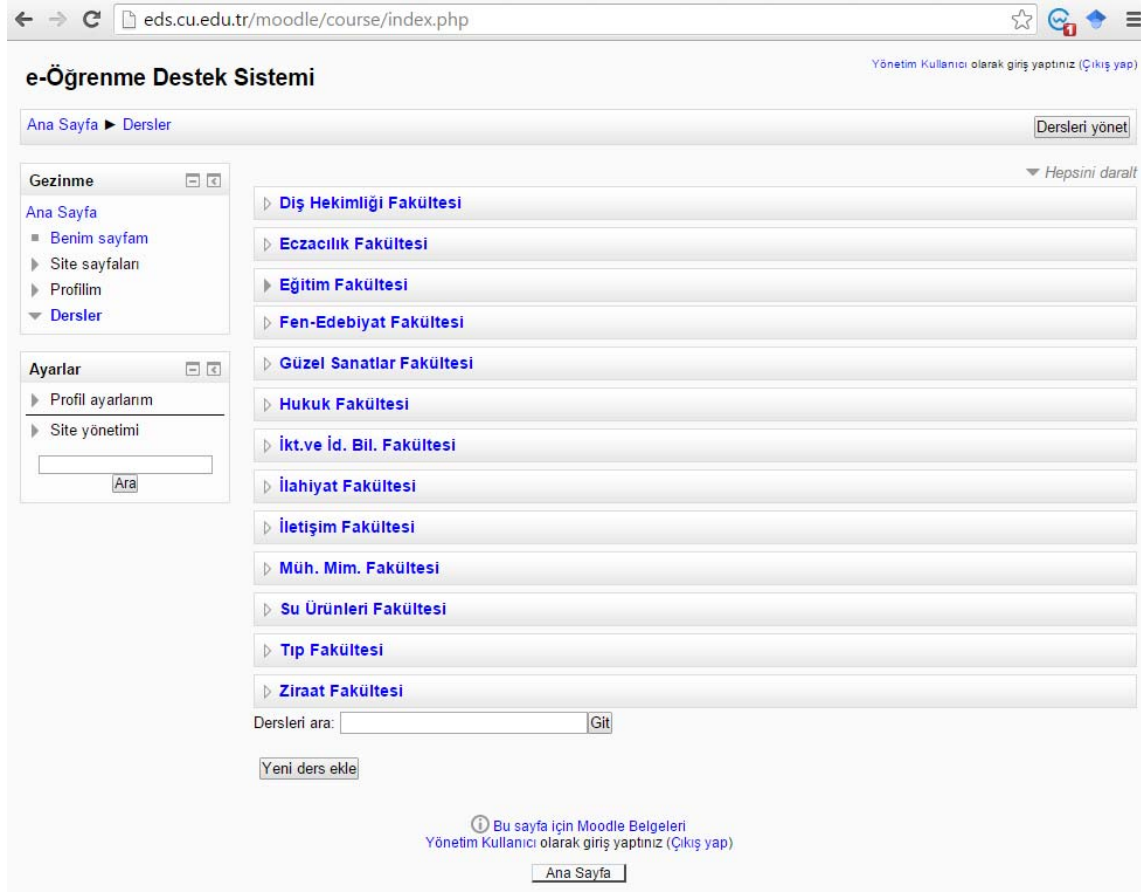 eds.cu.edu.tr/moodle/course/index.php
1
e-Öğrenme Destek Sistemi
Yönetim Kullanıcı olarak giriş yaptınız (Çıkış yap)
Ana Sayfa ► Dersler
Dersleri yönet
Gezinme
Ana Sayfa
Benim sayfam
Site sayfaları
Profilim
Dersler
Ayarlar
Profil ayarlarım
Site yönetimi
Ara
Hepsini daralt
Diş Hekimliği Fakültesi
Eczacılık Fakültesi
Eğitim Fakültesi
Fen-Edebiyat Fakültesi
Güzel Sanatlar Fakültesi
Hukuk Fakültesi
İkt.ve İd. Bil. Fakültesi
İlahiyat Fakültesi
İletişim Fakültesi
Müh. Mim. Fakültesi
Su Ürünleri Fakültesi
Tıp Fakültesi
Ziraat Fakültesi
Dersleri ara: Git
Yeni ders ekle
Bu sayfa için Moodle Belgeleri
Yönetim Kullanıcı olarak giriş yaptınız (Çıkış yap)
Ana Sayfa